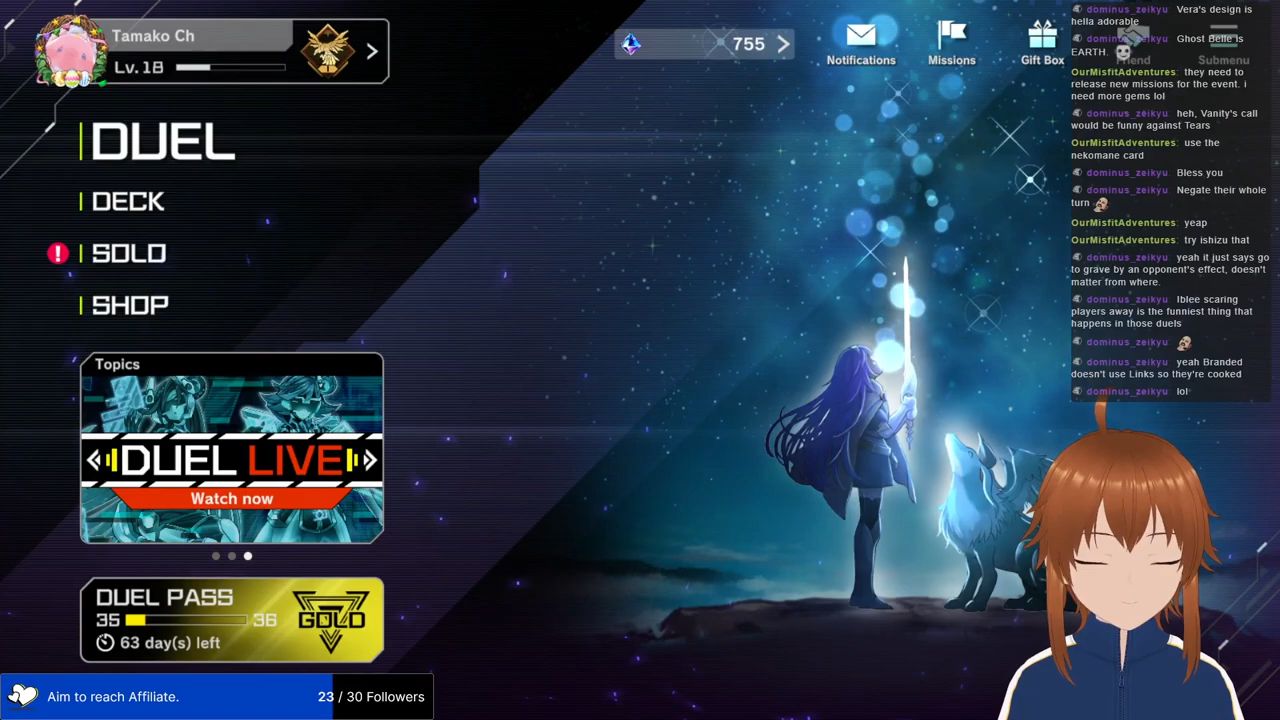 Tamako Ch
Lv.18
755
Notifications
Missions
Gift Box
Friend
Submenu
DUEL
DECK
SOLO
SHOP
Topics
DUEL LIVE
Watch now
DUEL PASS
35
36
GOLD
63 day(s) left
Aim to reach Affiliate.
23 / 30 Followers
dominus_zeikyu Vera's design is
hella adorable
dominus_zeikyu Ghost Belle is
EARTH.
OurMisfitAdventures: they need to
release new missions for the event. i
need more gems lol
dominus_zeikyu heh, Vanity's call
would be funny against Tears
OurMisfitAdventures: use the
nekomane card
dominus_zeikyu Bless you
dominus_zeikyu Negate their whole
turn
OurMisfitAdventures: yeap
OurMisfitAdventures: try ishizu that
dominus_zeikyu yeah it just says go
to grave by an opponent's effect, doesn't
matter from where.
dominus_zeikyu Iblee scaring
players away is the funniest thing that
happens in those duels
dominus_zeikyu
dominus_zeikyu yeah Branded
doesn't use Links so they're cooked
dominus_zeikyu lol